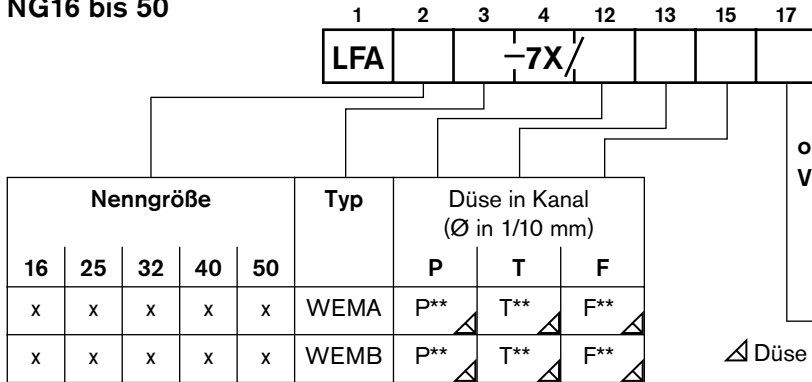 NG16 bis 50
1 2 3 4 12 13 15 17
LFA –7X/
Nenngröße Typ Düse in Kanal
(Ø in 1/10 mm)
16 25 32 40 50 P T F
x x x x x WEMA P** T** F**
x x x x x WEMB P** T** F**
Düse